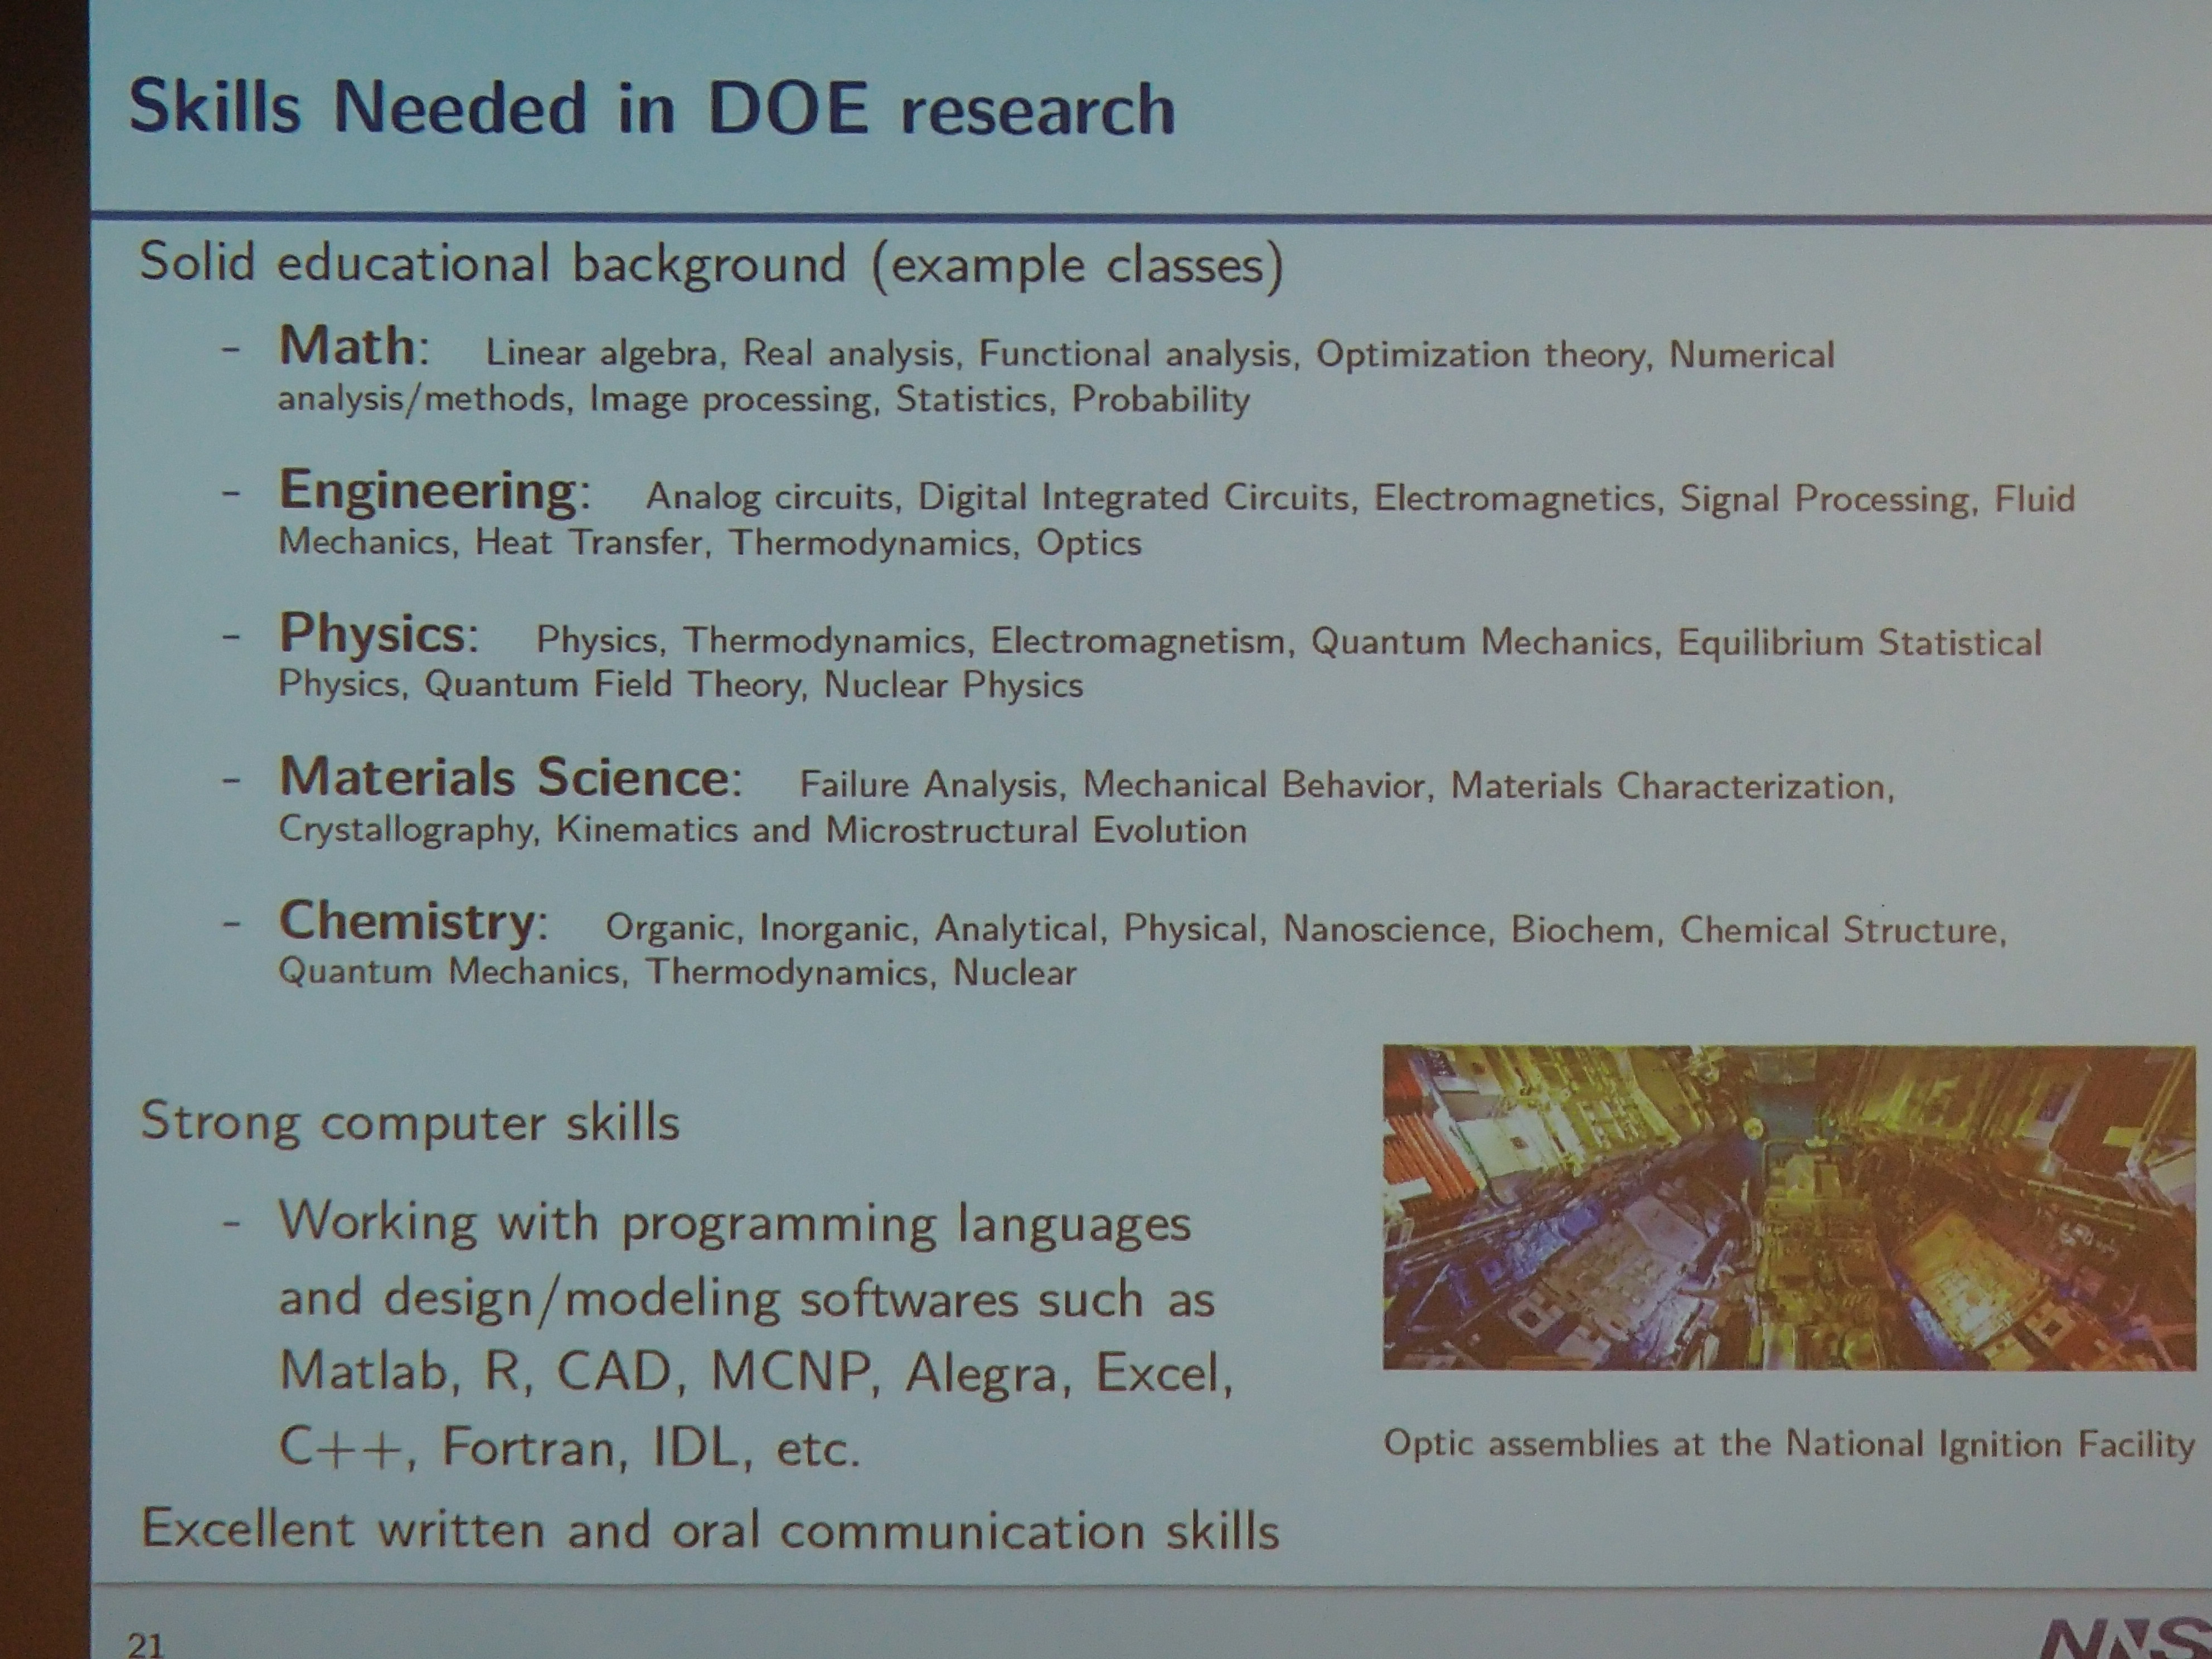 Skills Needed in DOE research
Solid educational background (example classes)
- Math: Linear algebra, Real analysis, Functional analysis, Optimization theory, Numerical
analysis/methods, Image processing, Statistics, Probability
- Engineering: Analog circuits, Digital Integrated Circuits, Electromagnetics, Signal Processing, Fluid
Mechanics, Heat Transfer, Thermodynamics, Optics
- Physics: Physics, Thermodynamics, Electromagnetism, Quantum Mechanics, Equilibrium Statistical
Physics, Quantum Field Theory, Nuclear Physics
- Materials Science: Failure Analysis, Mechanical Behavior, Materials Characterization,
Crystallography, Kinematics and Microstructural Evolution
- Chemistry: Organic, Inorganic, Analytical, Physical, Nanoscience, Biochem, Chemical Structure,
Quantum Mechanics, Thermodynamics, Nuclear
Strong computer skills
- Working with programming languages
and design/modeling softwares such as
Matlab, R, CAD, MCNP, Alegra, Excel,
C++, Fortran, IDL, etc.
Optic assemblies at the National Ignition Facility
Excellent written and oral communication skills
21
NNS